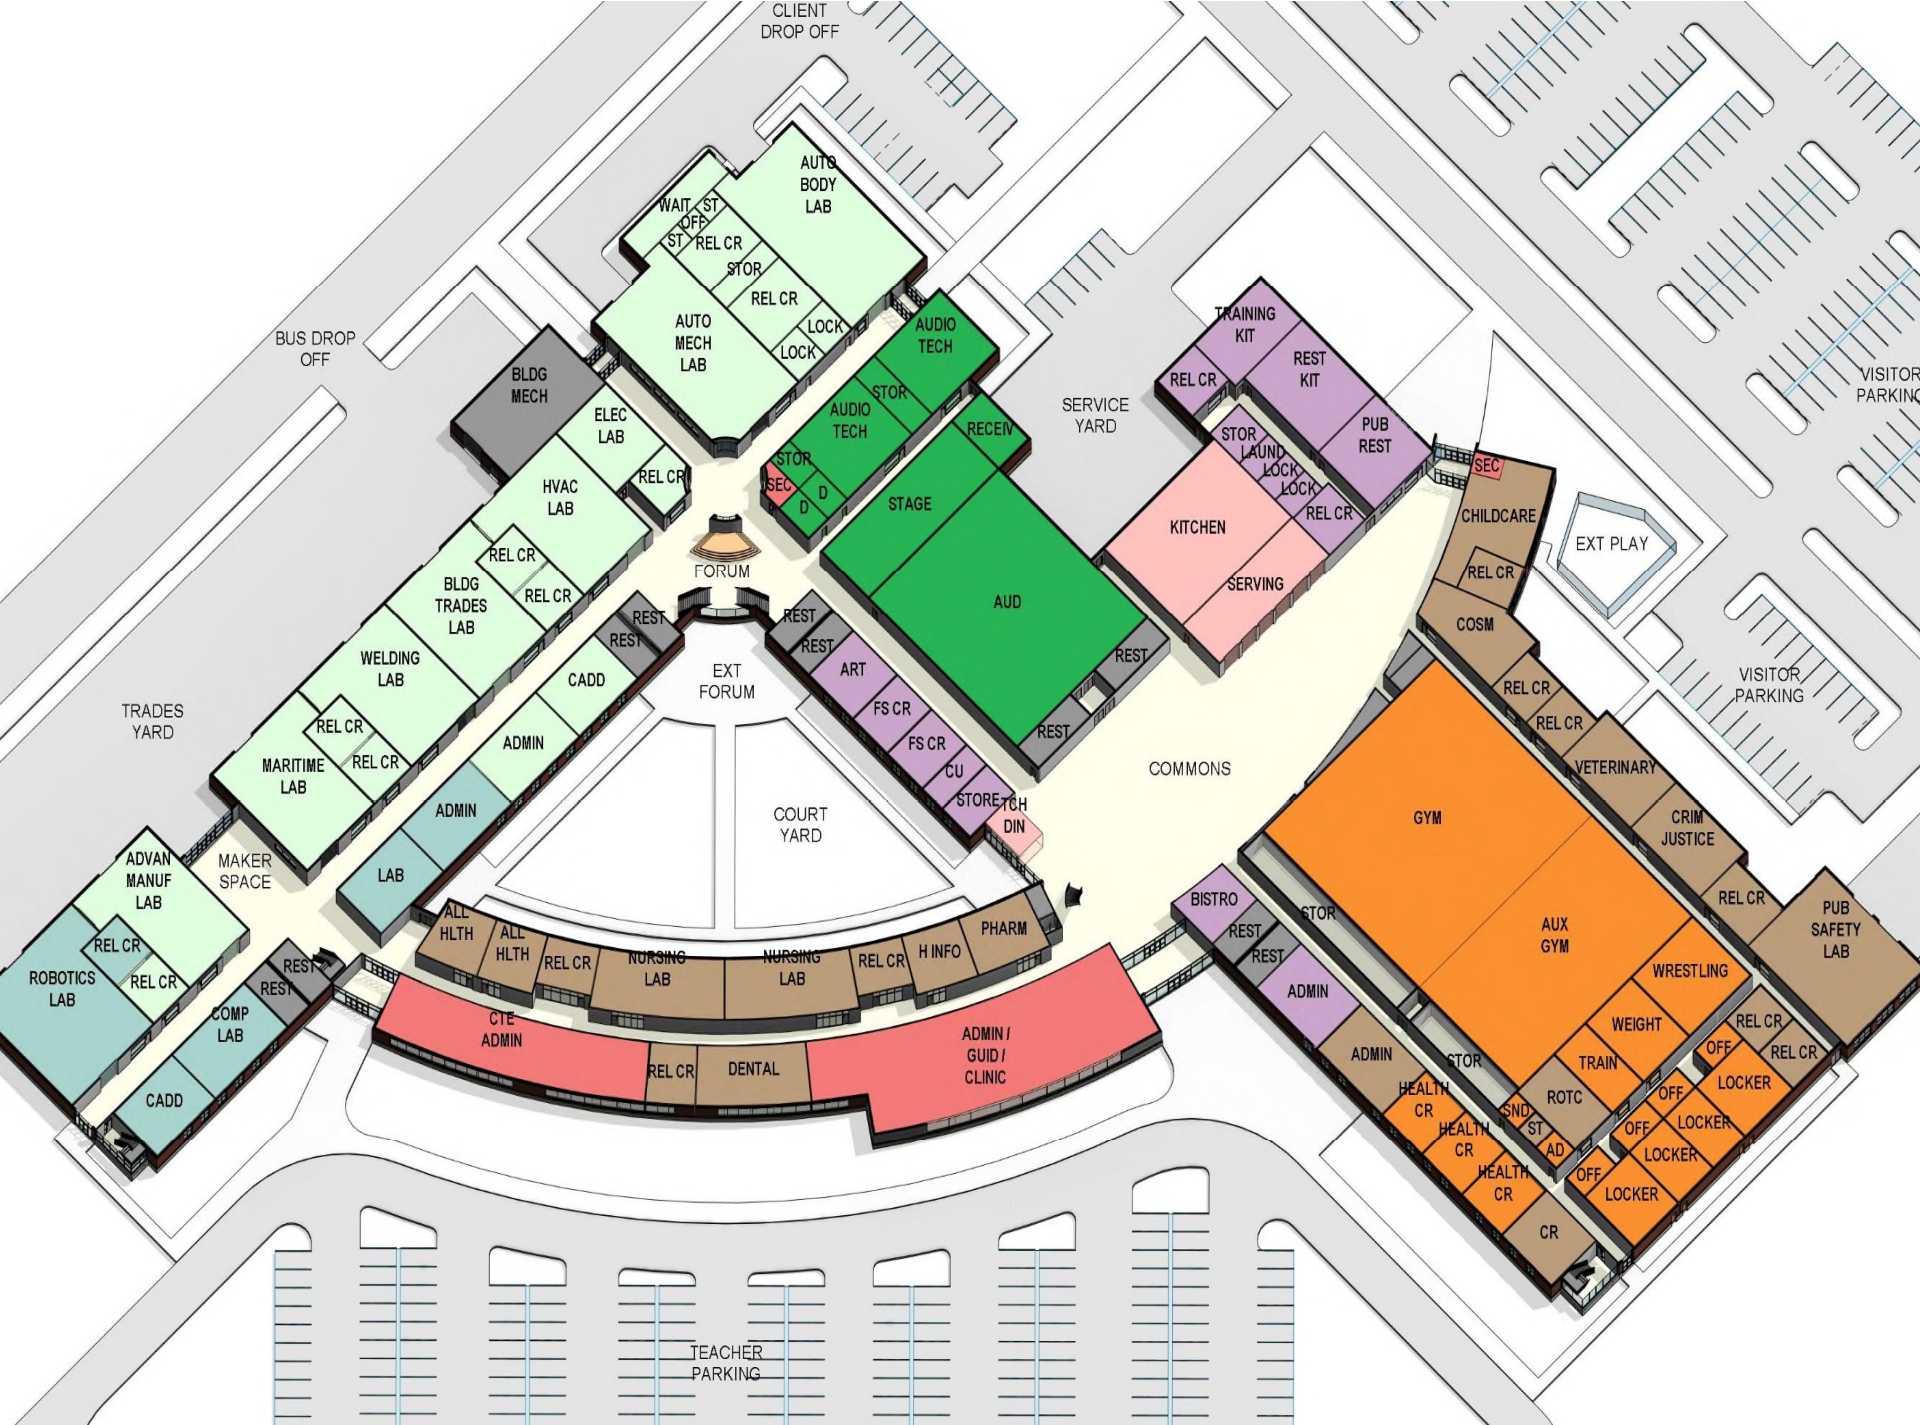 CLIENT
DROP OFF
AUTO
BODY
LAB
WAIT
ST
OFF
ST
REL CR
STOR
REL CR
LOCK
LOCK
AUTO
MECH
LAB
BUS DROP
OFF
BLDG
MECH
ELEC
LAB
REL CR
HVAC
LAB
REL CR
REL CR
BLDG
TRADES
LAB
WELDING
LAB
REL CR
REL CR
MARITIME
LAB
TRADES
YARD
AUDIO
TECH
STOR
AUDIO
TECH
STOR
SEC
D
D
RECEIV
STAGE
AUD
REST
REST
SERVICE
YARD
TRAINING
KIT
REL CR
REST
KIT
PUB
REST
STOR
LAUND
LOCK
LOCK
REL CR
KITCHEN
SERVING
SEC
CHILDCARE
REL CR
COSM
EXT PLAY
VISITOR
PARKING
VISITOR
PARKING
REL CR
REL CR
VETERINARY
CRIM
JUSTICE
REL CR
PUB
SAFETY
LAB
FORUM
REST
REST
REST
REST
EXT
FORUM
CADD
ADMIN
ADMIN
LAB
ART
FS CR
FS CR
CU
STORE
TCH
DIN
COMMONS
COURT
YARD
MAKER
SPACE
ADVAN
MANUF
LAB
REL CR
REL CR
ROBOTICS
LAB
REST
REST
COMP
LAB
CADD
ALL
HLTH
ALL
HLTH
REL CR
NURSING
LAB
NURSING
LAB
REL CR
H INFO
PHARM
CTE
ADMIN
REL CR
DENTAL
ADMIN /
GUID /
CLINIC
GYM
AUX
GYM
STOR
STOR
WRESTLING
WEIGHT
TRAIN
ROTC
SND
ST
AD
BISTRO
REST
REST
ADMIN
ADMIN
HEALTH
CR
HEALTH
CR
HEALTH
CR
CR
REL CR
REL CR
OFF
LOCKER
OFF
LOCKER
OFF
LOCKER
OFF
LOCKER
TEACHER
PARKING